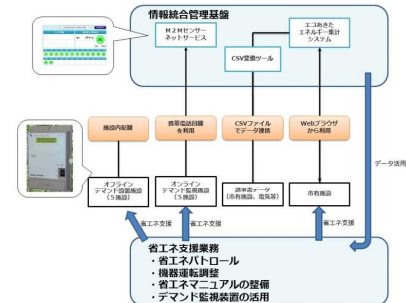 情報統合管理基盤
M2Mセンサー
ネットサービス
CSV変換ツール
エコあきた
エネルギー集計
システム
施設内配線
携帯電話回線
を利用
CSVファイル
でデータ連携
Webブラウザ
から利用
データ活用
オフライン
デマンド設置施設
(5施設)
オンライン
デマンド監視施設
(5施設)
請求書データ
(市有施設、電気等)
市有施設
省エネ支援
省エネ支援
省エネ支援
省エネ支援業務
・省エネパトロール
・機器運転調整
・省エネマニュアルの整備
・デマンド監視装置の活用